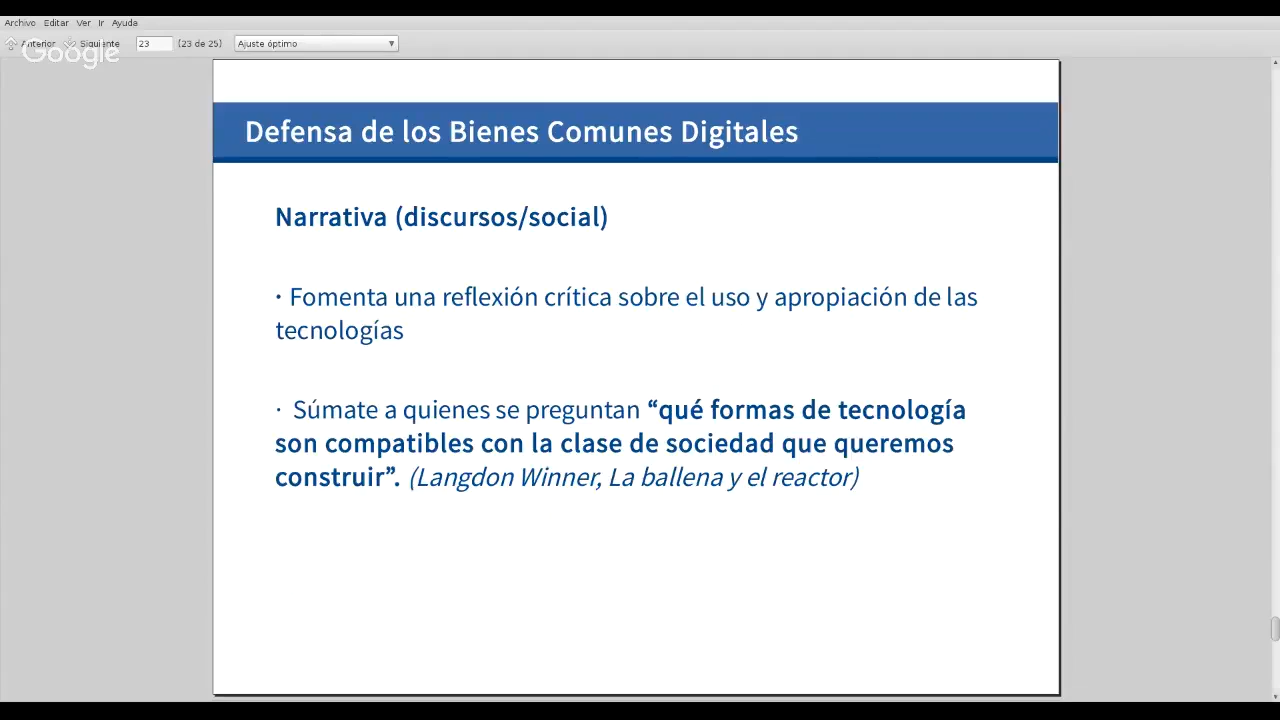 Archivo Editar Ver Ir Ayuda
Anterior Siguiente 23 (23 de 25) Ajuste óptimo
Google
Defensa de los Bienes Comunes Digitales
Narrativa (discursos/social)
· Fomenta una reflexión crítica sobre el uso y apropiación de las
tecnologías
· Súmate a quienes se preguntan “qué formas de tecnología
son compatibles con la clase de sociedad que queremos
construir”. (Langdon Winner, La ballena y el reactor)